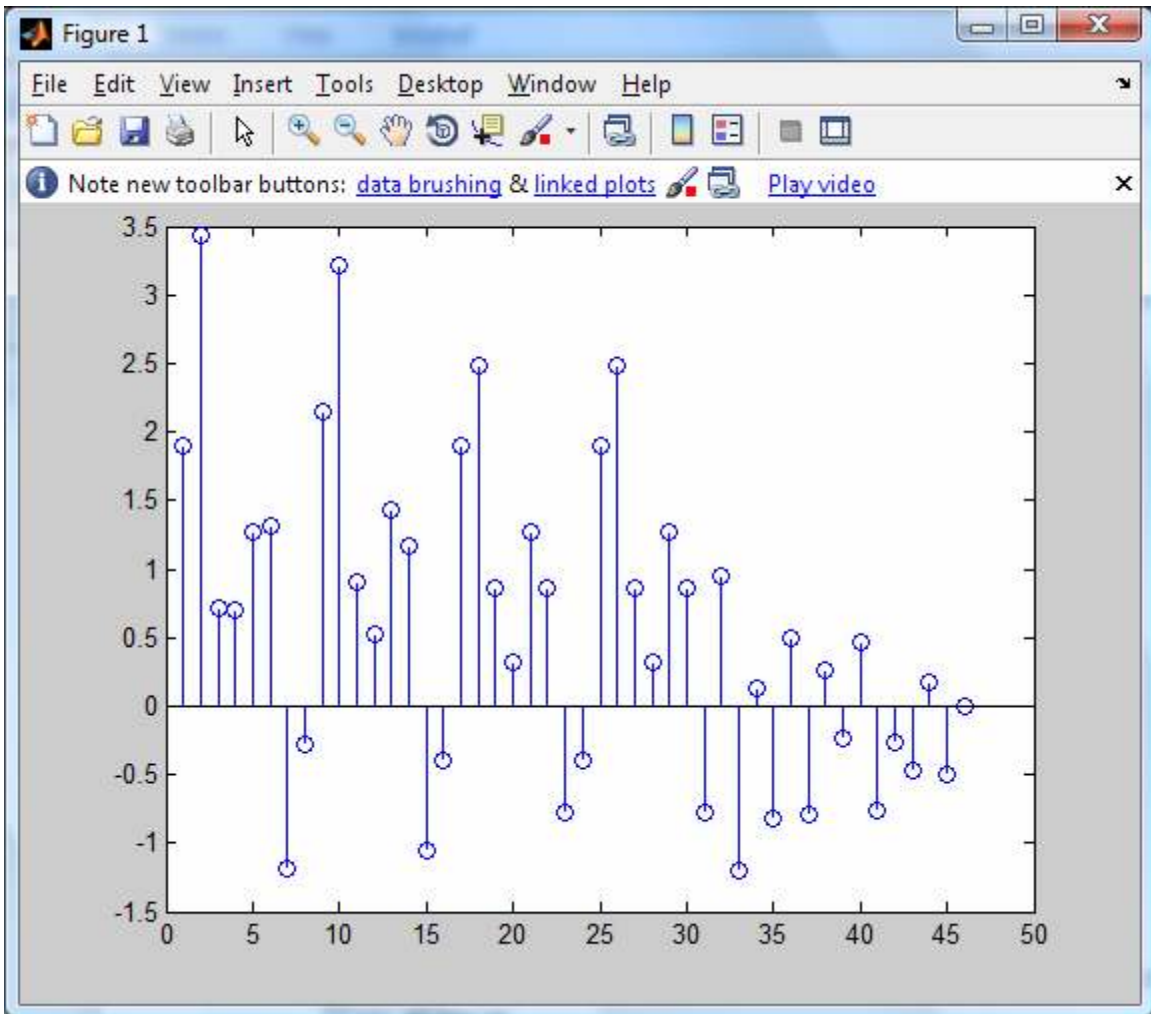 Figure 1
File Edit View Insert Tools Desktop Window Help
Note new toolbar buttons: data brushing & linked plots Play video
3.5
3
2.5
2
1.5
1
0.5
0
-0.5
-1
-1.5
0 5 10 15 20 25 30 35 40 45 50